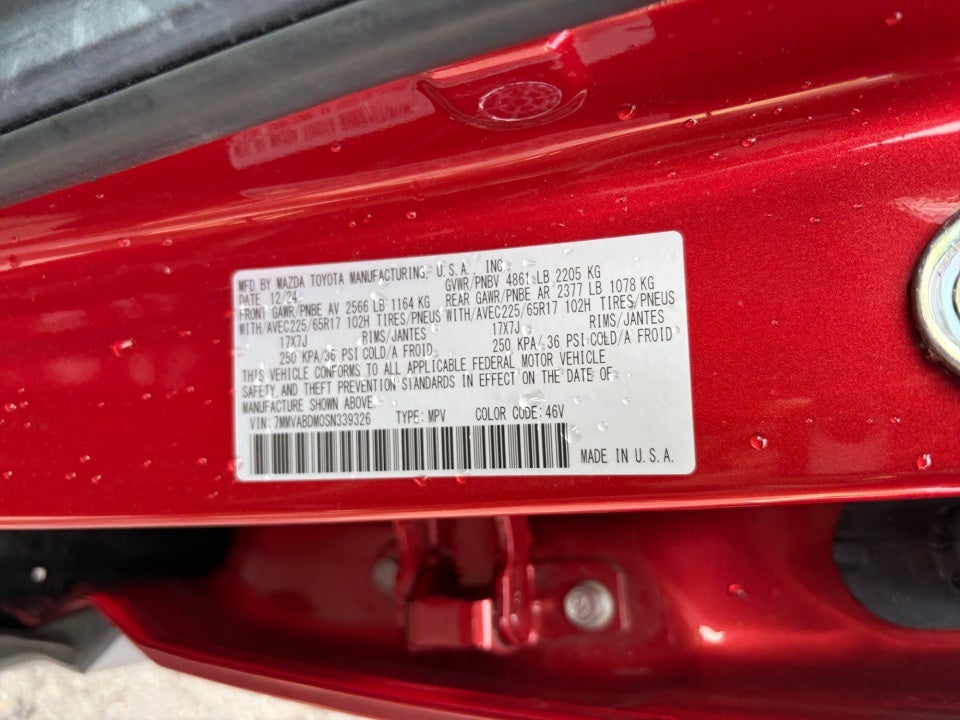 MFD. BY MAZDA TOYOTA MANUFACTURING, U.S.A., INC.
DATE 12/24 GVWR/PNBV 4861 LB 2205 KG
FRONT GAWR/PNBE AV 2566 LB 1164 KG REAR GAWR/PNBE AR 2377 LB 1078 KG
WITH/AVEC225/65R17 102H TIRES/PNEUS WITH/AVEC225/65R17 102H TIRES/PNEUS
17X7J RIMS/JANTES 17X7J RIMS/JANTES
250 KPA/36 PSI COLD/A FROID 250 KPA/36 PSI COLD/A FROID
THIS VEHICLE CONFORMS TO ALL APPLICABLE FEDERAL MOTOR VEHICLE
SAFETY AND THEFT PREVENTION STANDARDS IN EFFECT ON THE DATE OF
MANUFACTURE SHOWN ABOVE.
VIN: 7MMVABDM0SN339326 TYPE: MPV COLOR CODE: 46V
MADE IN U.S.A.